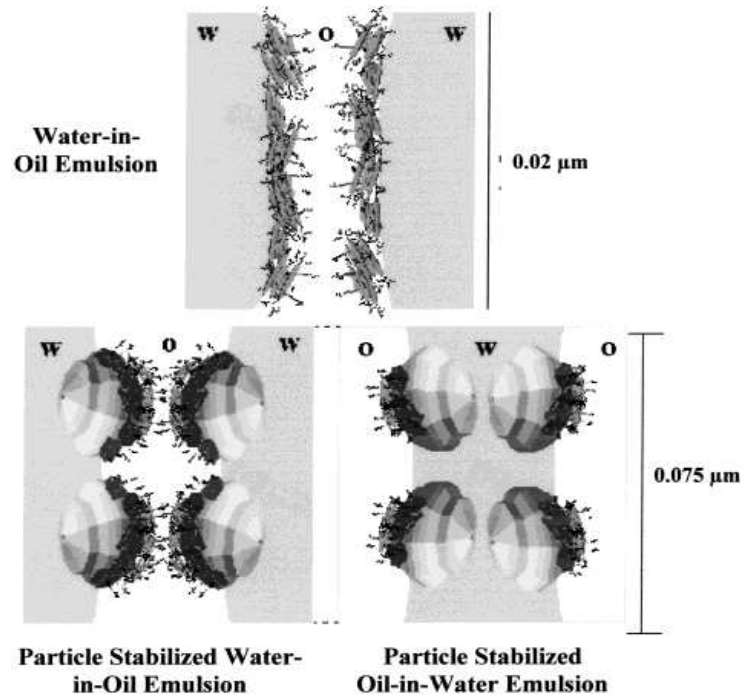 W O W
Water-in-
Oil Emulsion
0.02 µm
W O W
O W O
0.075 µm
Particle Stabilized Water-
in-Oil Emulsion
Particle Stabilized
Oil-in-Water Emulsion